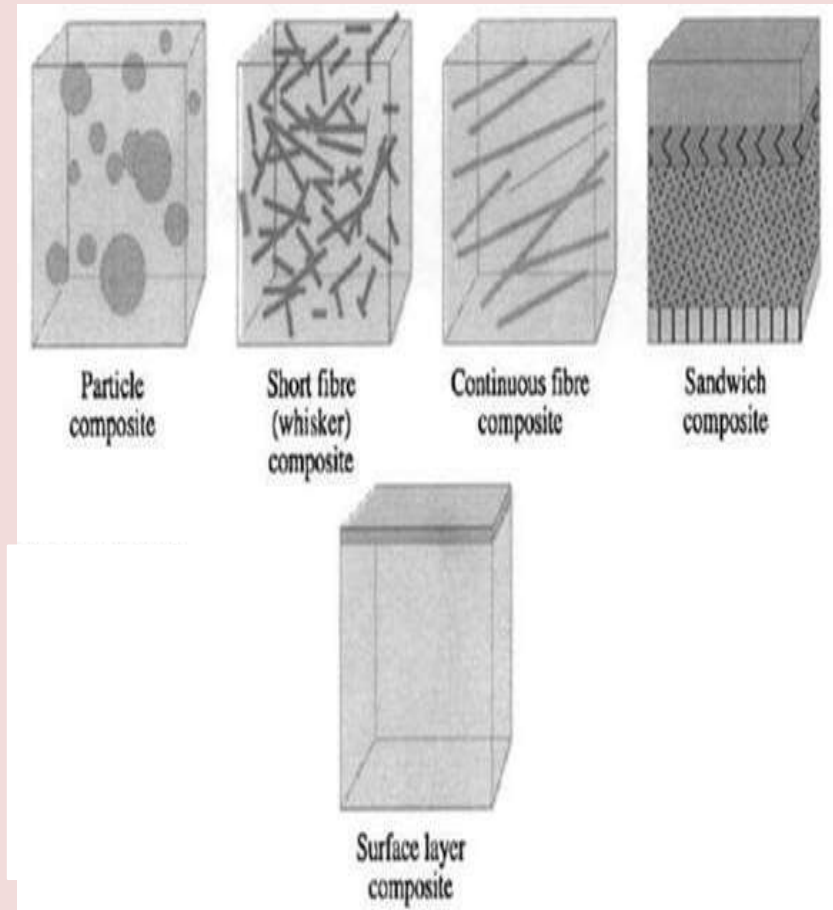 Particle
composite
Short fibre
(whisker)
composite
Continuous fibre
composite
Sandwich
composite
Surface layer
composite